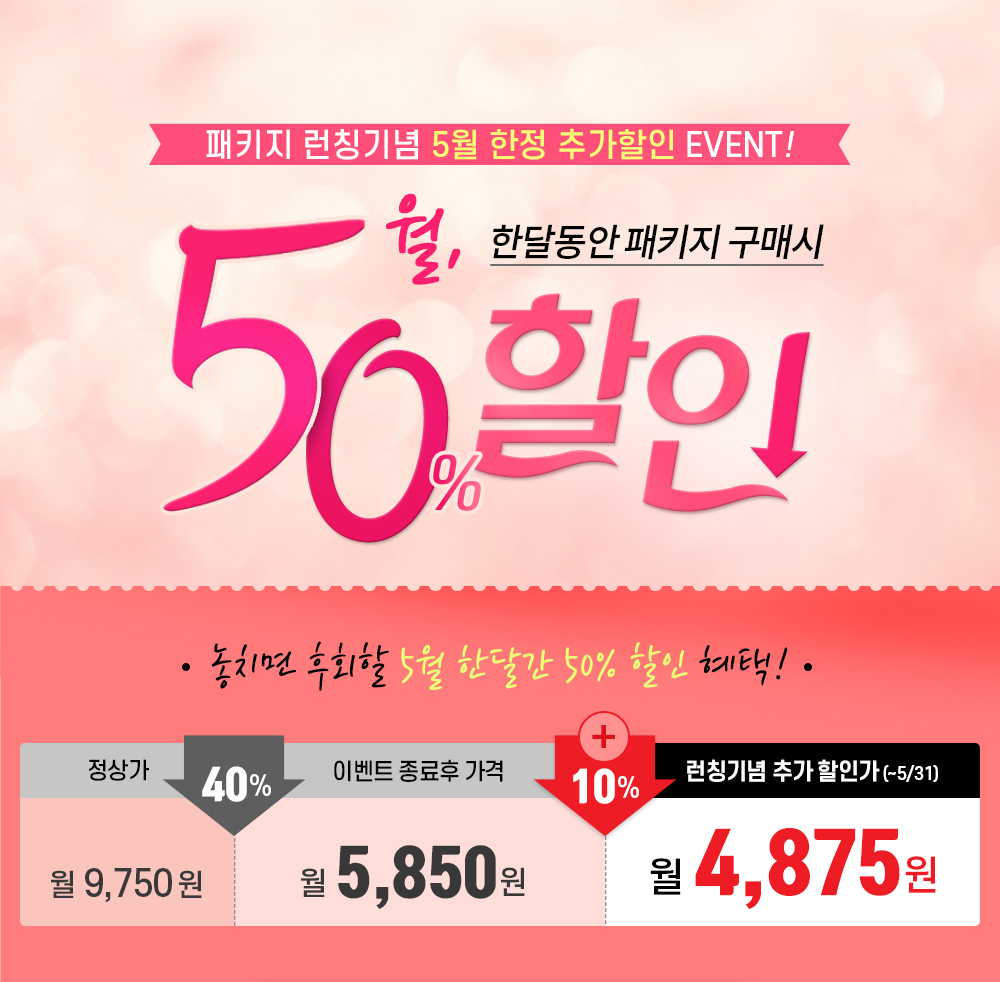 패키지 런칭기념 5월 한정 추가할인 EVENT!
5월, 한달동안 패키지 구매시
50% 할인
• 놓치면 후회할 5월 한달간 50% 할인 혜택! •
정상가 40% 이벤트 종료후 가격 + 10% 런칭기념 추가 할인가 (~5/31)
월 9,750원 월 5,850원 월 4,875원